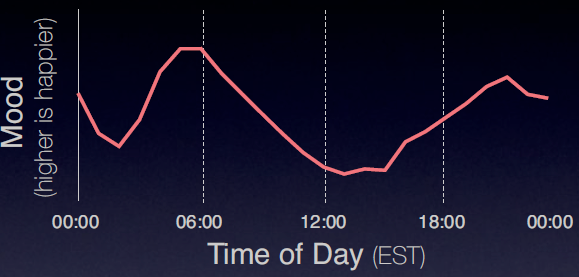 Mood
(higher is happier)
00:00 06:00 12:00 18:00 00:00
Time of Day (EST)